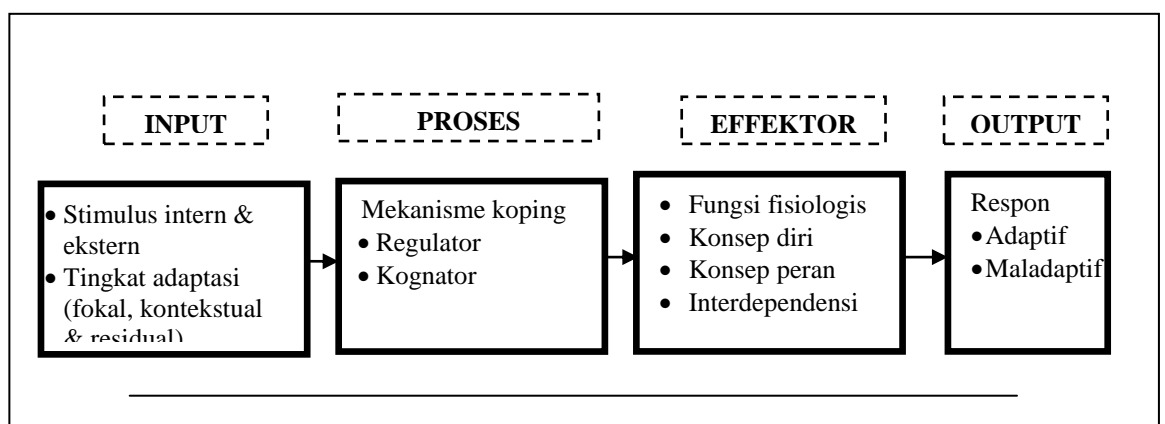 INPUT
PROSES
EFFEKTOR
OUTPUT
• Stimulus intern &
ekstern
• Tingkat adaptasi
(fokal, kontekstual
& residual)
Mekanisme koping
• Regulator
• Kognator
• Fungsi fisiologis
• Konsep diri
• Konsep peran
• Interdependensi
Respon
• Adaptif
• Maladaptif